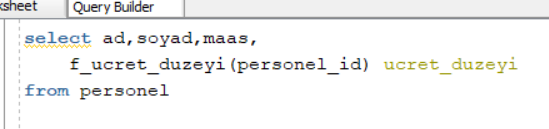 ksheet Query Builder
select ad,soyad,maas,
f_ucret_duzeyi(personel_id) ucret_duzeyi
from personel